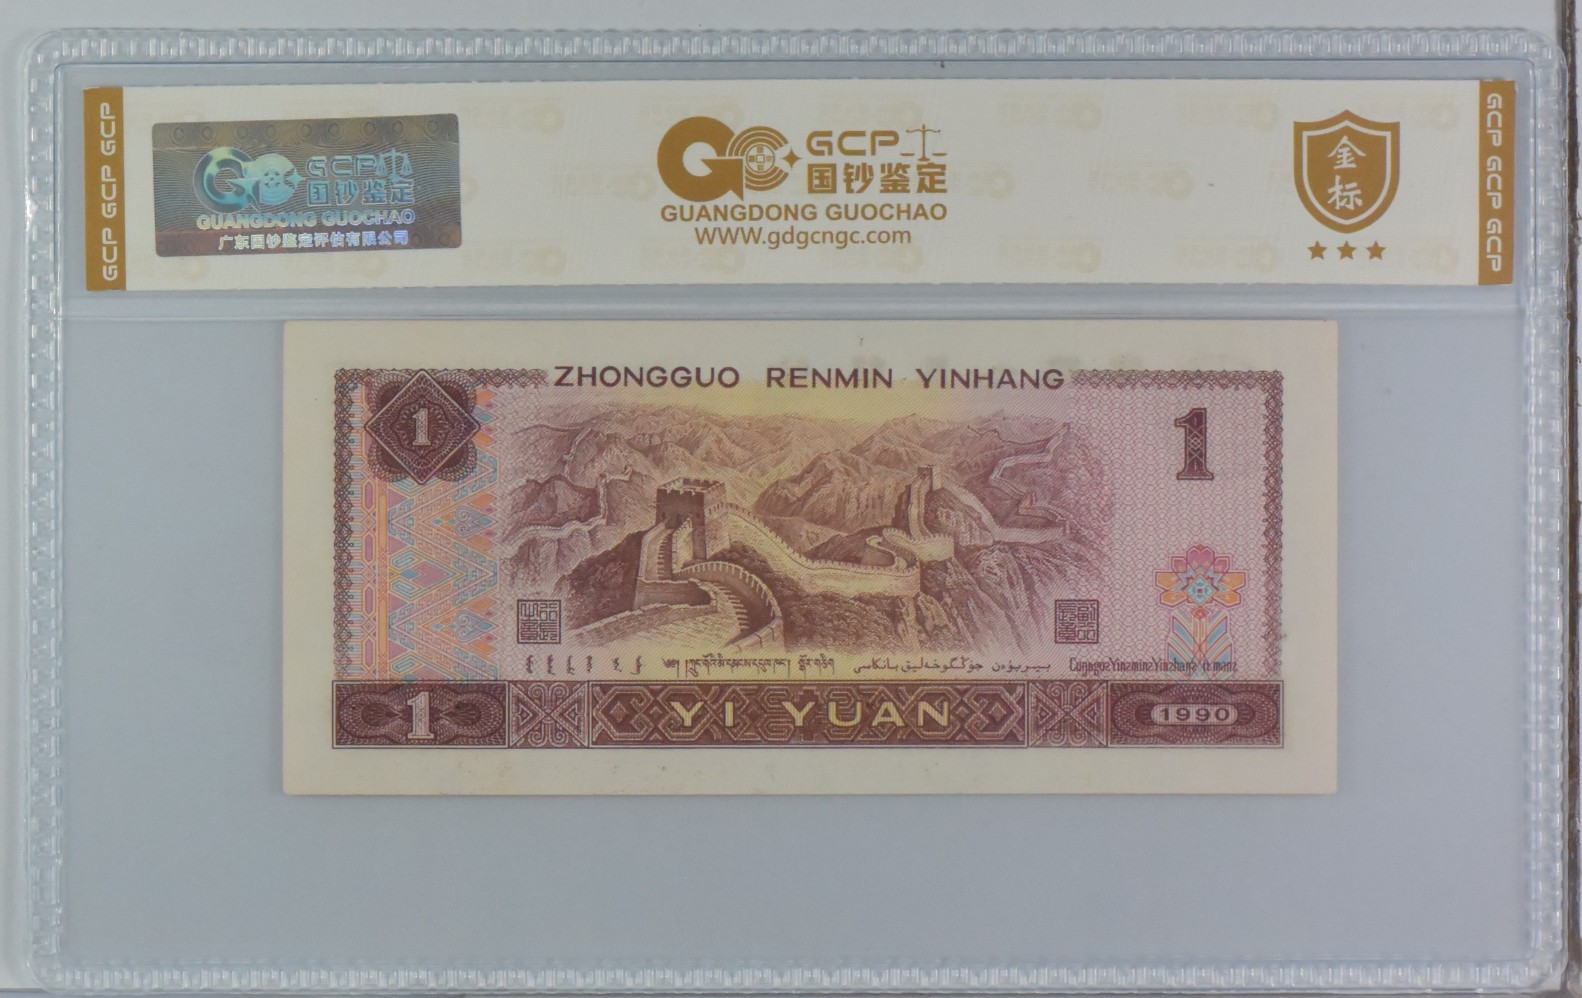 GCP GCP GCP
GCP
国钞鉴定
GUANGDONG GUOCHAO
广东国钞鉴定评估有限公司
GCP
国钞鉴定
GUANGDONG GUOCHAO
WWW.gdgcngc.com
金标
GCP GCP GCP
ZHONGGUO RENMIN YINHANG
1
1
1
YI YUAN
1990